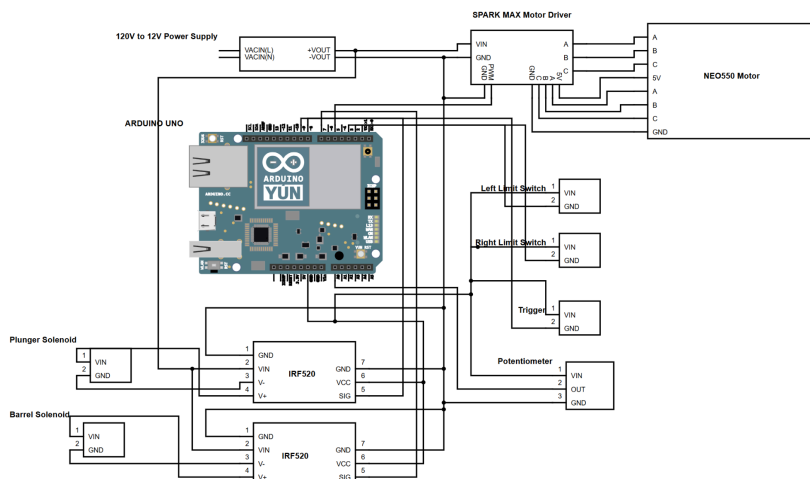 SPARK MAX Motor Driver
120V to 12V Power Supply
VACIN(L)
VACIN(N)
+VOUT
-VOUT
VIN
GND
PWM
GND
A
B
C
GND
C
B
A
5V
A
B
C
5V
A
B
C
GND
NEO550 Motor
ARDUINO UNO
ARDUINO
YUN
ARDUINO.CC
YUN RST
Left Limit Switch
1
VIN
2
GND
Right Limit Switch
1
VIN
2
GND
Trigger
1
VIN
2
GND
Potentiometer
1
VIN
2
OUT
3
GND
Plunger Solenoid
1
VIN
2
GND
1
GND
2
VIN
3
V-
4
V+
IRF520
GND
7
VCC
6
SIG
5
Barrel Solenoid
1
VIN
2
GND
1
GND
2
VIN
3
V-
4
V+
IRF520
GND
7
VCC
6
SIG
5